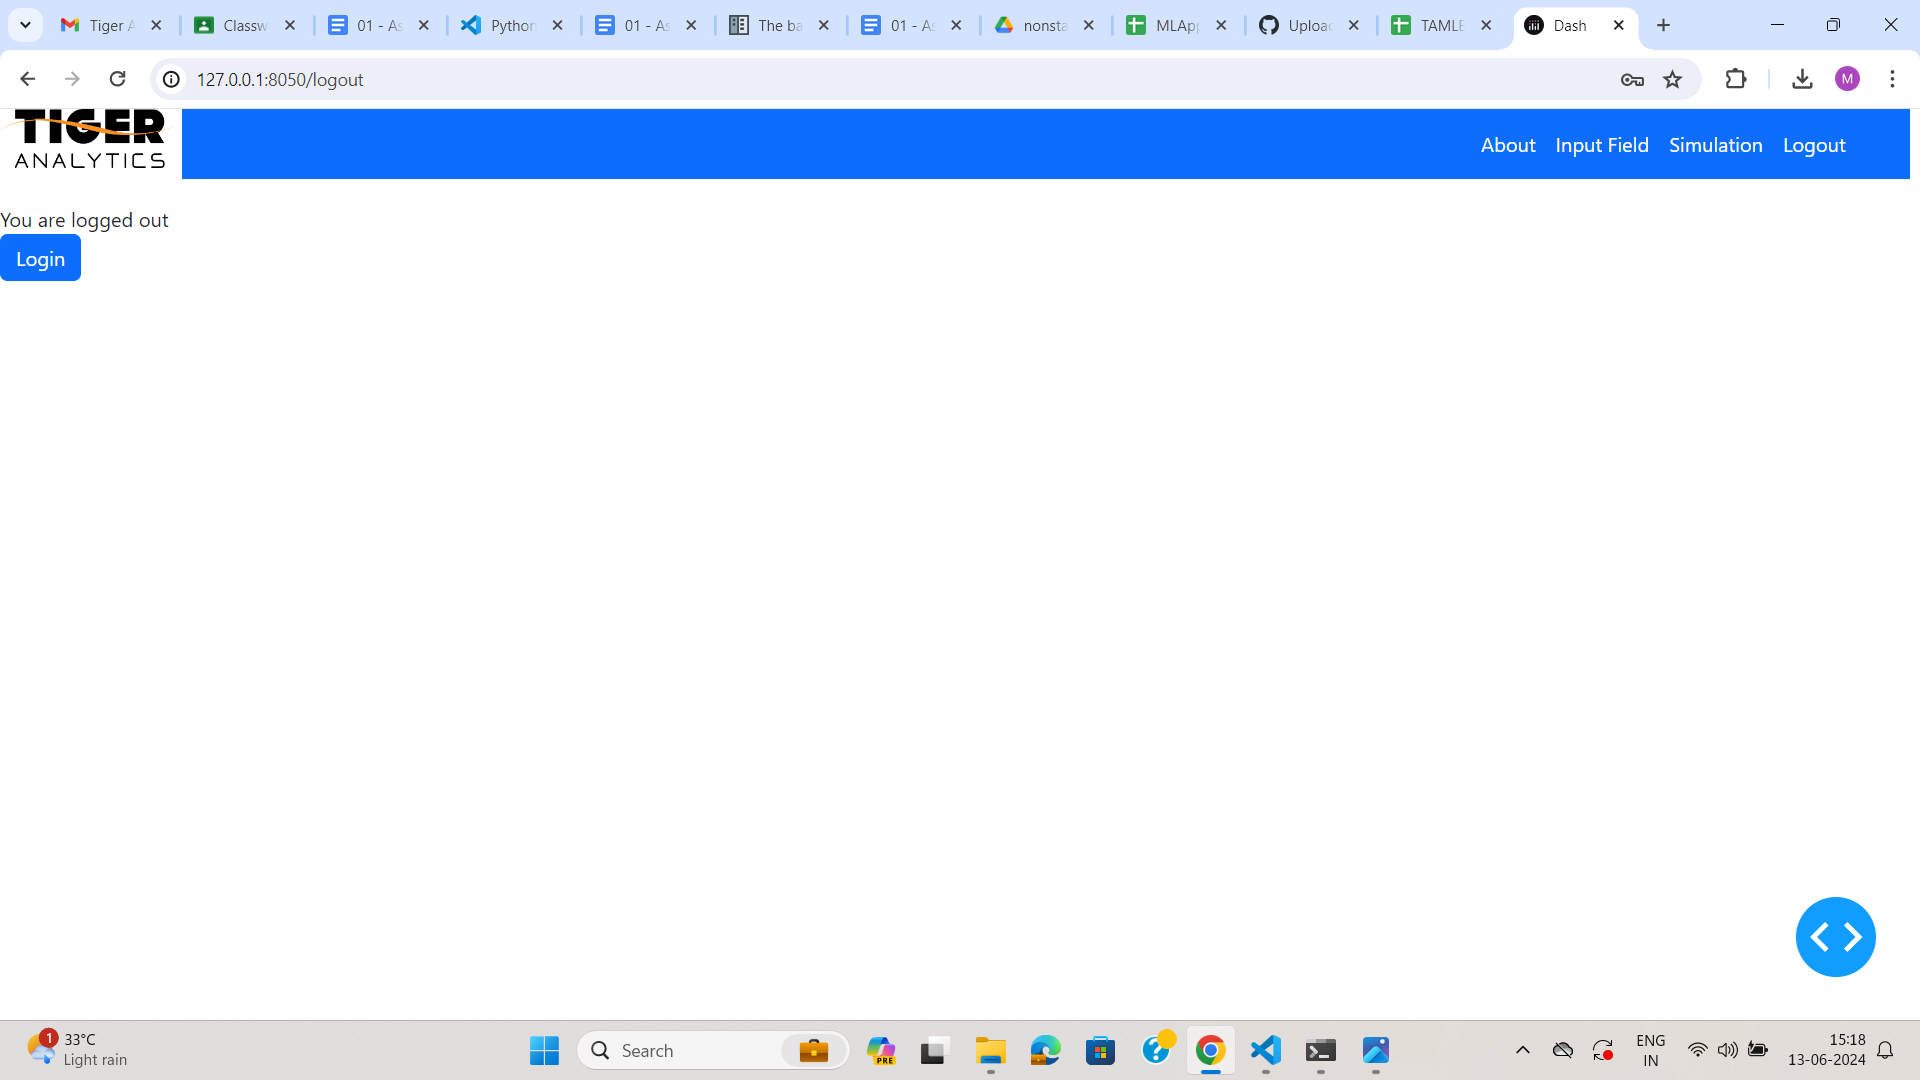 Tiger A
Classw
01 - As
Python
01 - As
The ba
01 - As
nonsta
MLApp
Upload
TAMLE
Dash
127.0.0.1:8050/logout
M
TIGER
ANALYTICS
About
Input Field
Simulation
Logout
You are logged out
Login
1
33°C
Light rain
Search
PRE
ENG
IN
15:18
13-06-2024